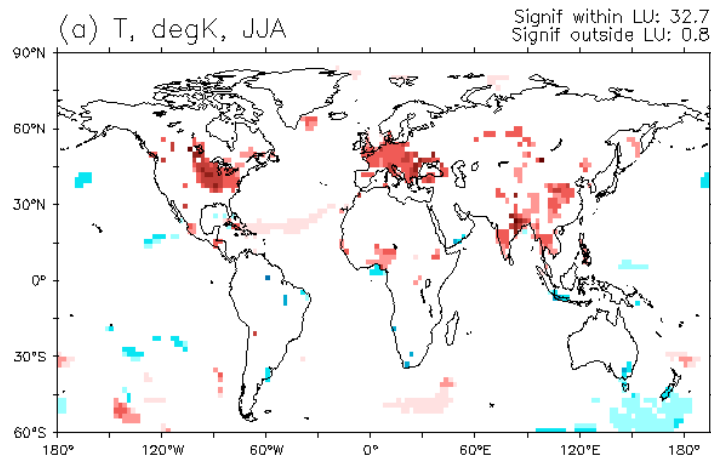 (a) T, degK, JJA
Signif within LU: 32.7
Signif outside LU: 0.8
90°N
60°N
30°N
0°
30°S
60°S
180°
120°W
60°W
0°
60°E
120°E
180°